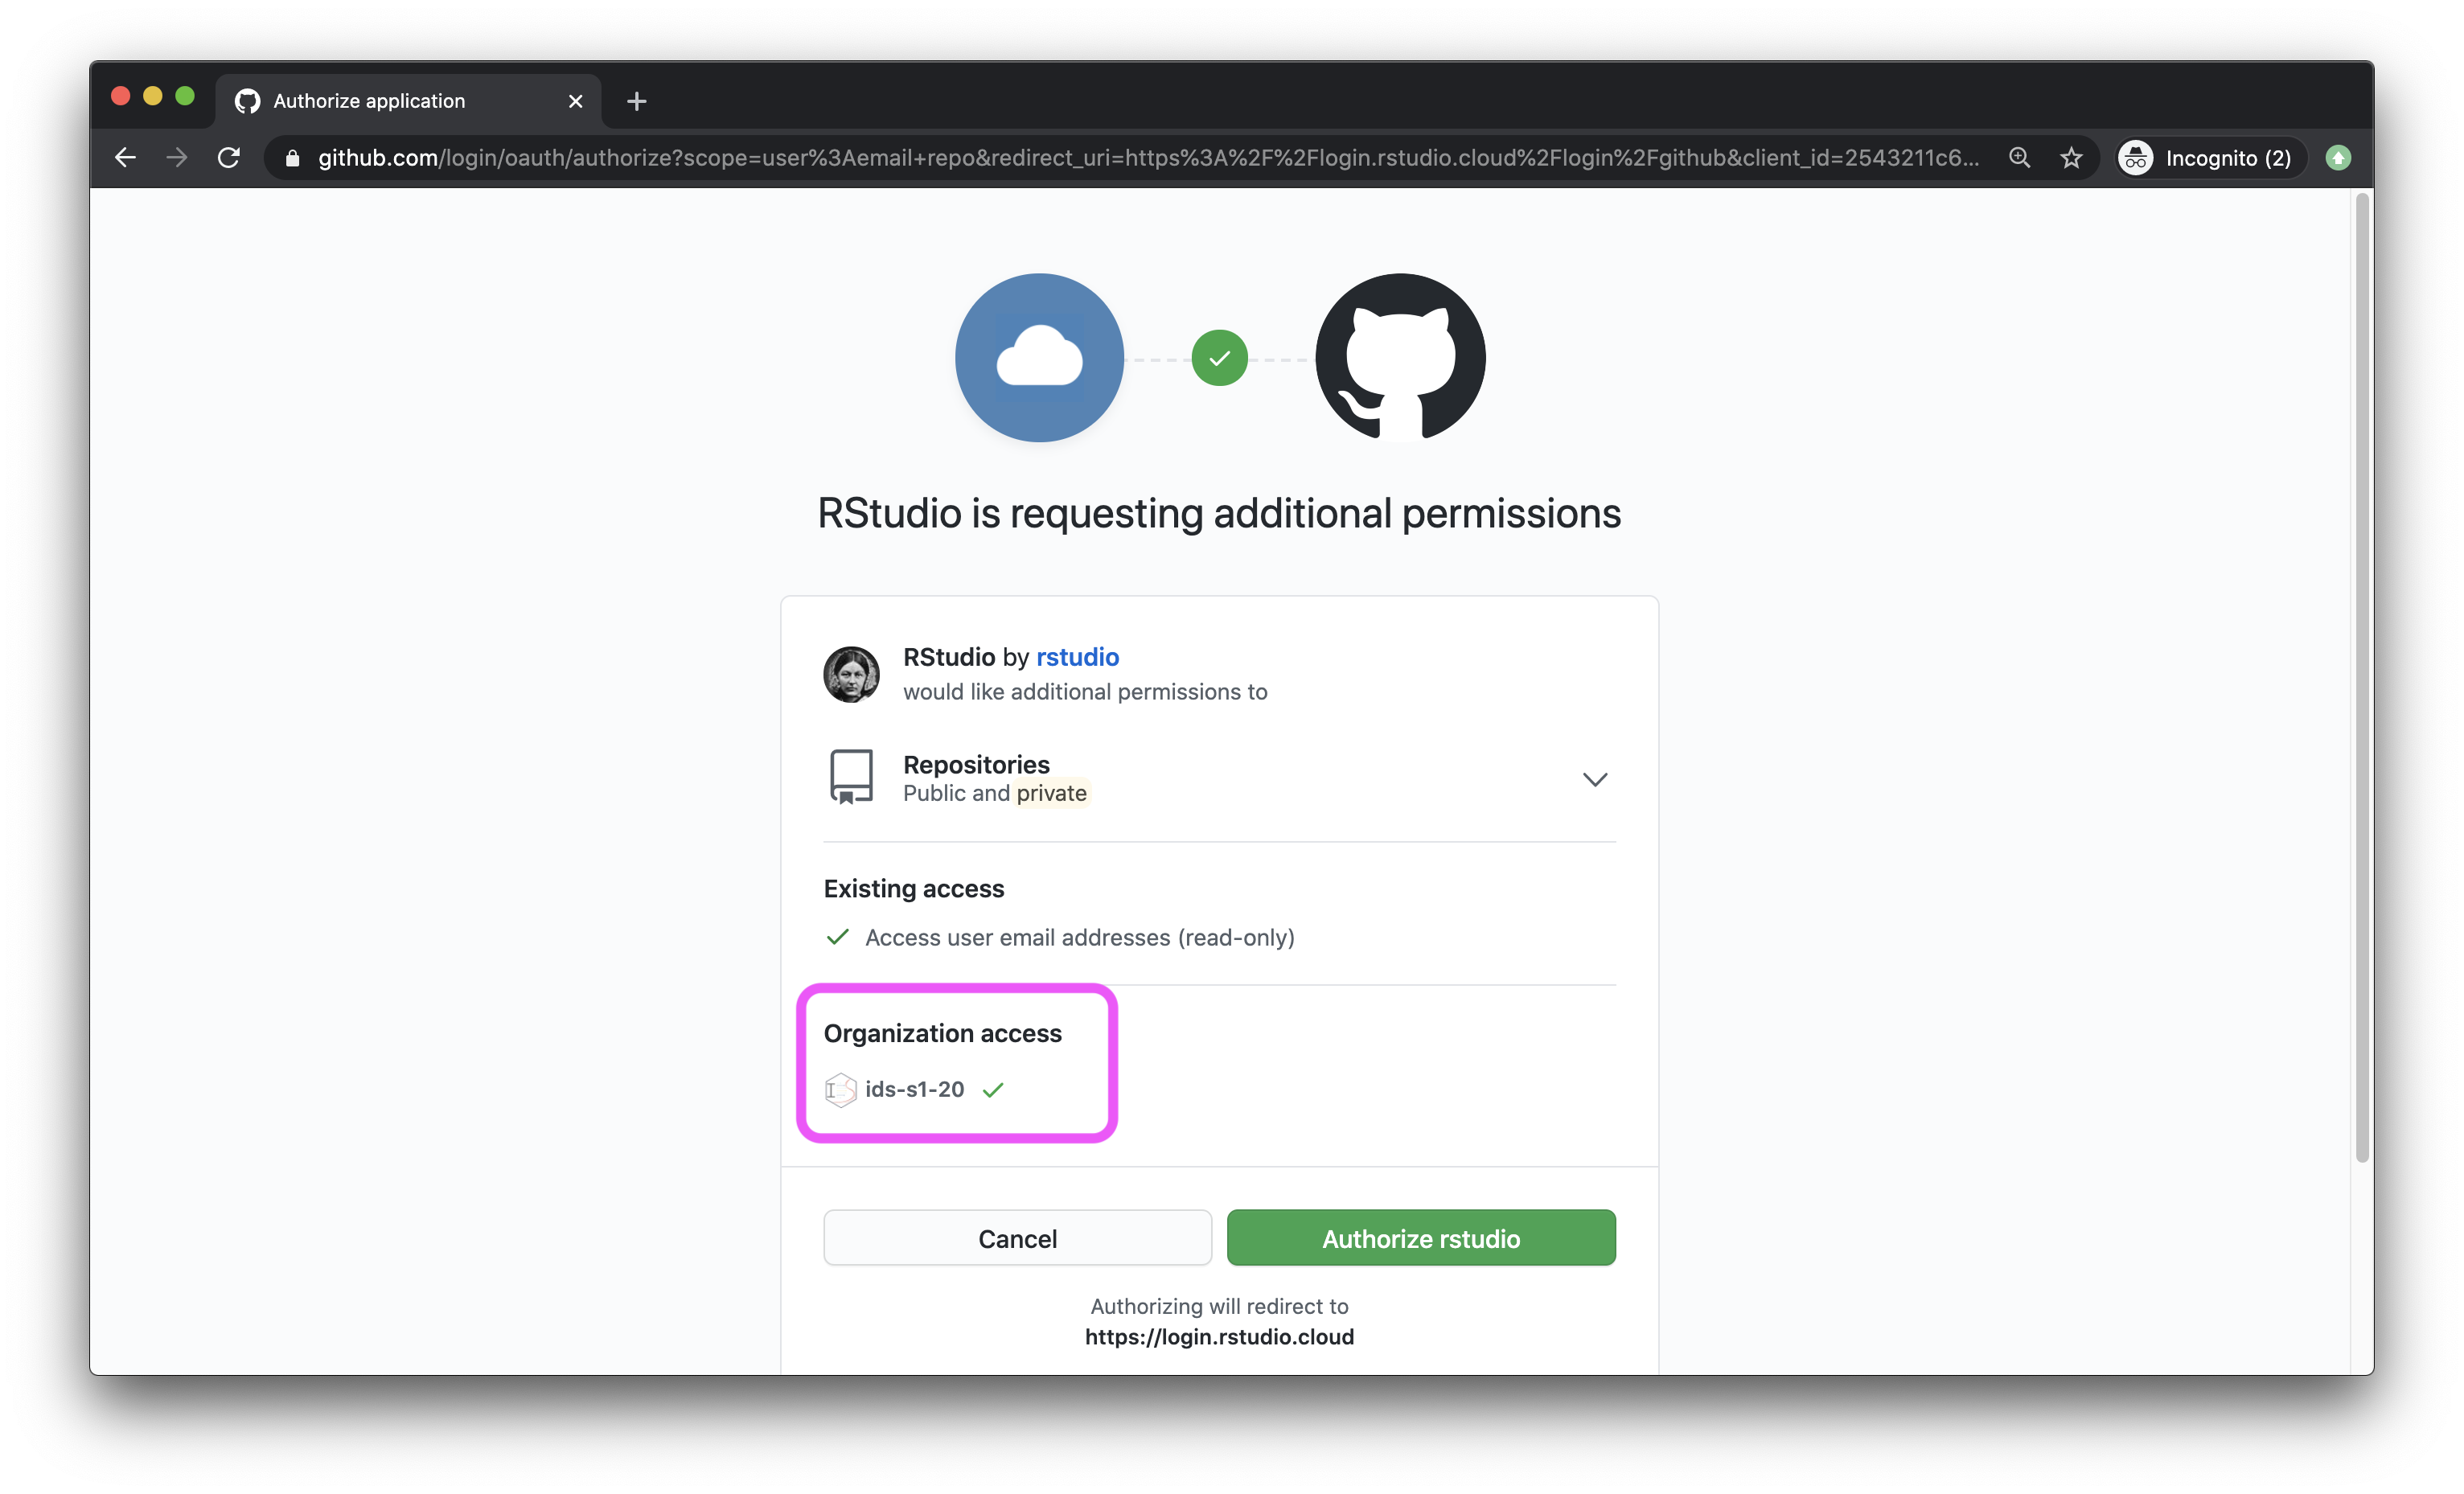 Authorize application
github.com/login/oauth/authorize?scope=user%3Aemail+repo&redirect_uri=https%3A%2F%2Flogin.rstudio.cloud%2Flogin%2Fgithub&client_id=2543211c6...
Incognito (2)
RStudio is requesting additional permissions
RStudio by rstudio
would like additional permissions to
Repositories
Public and private
Existing access
Access user email addresses (read-only)
Organization access
ids-s1-20
Cancel
Authorize rstudio
Authorizing will redirect to
https://login.rstudio.cloud